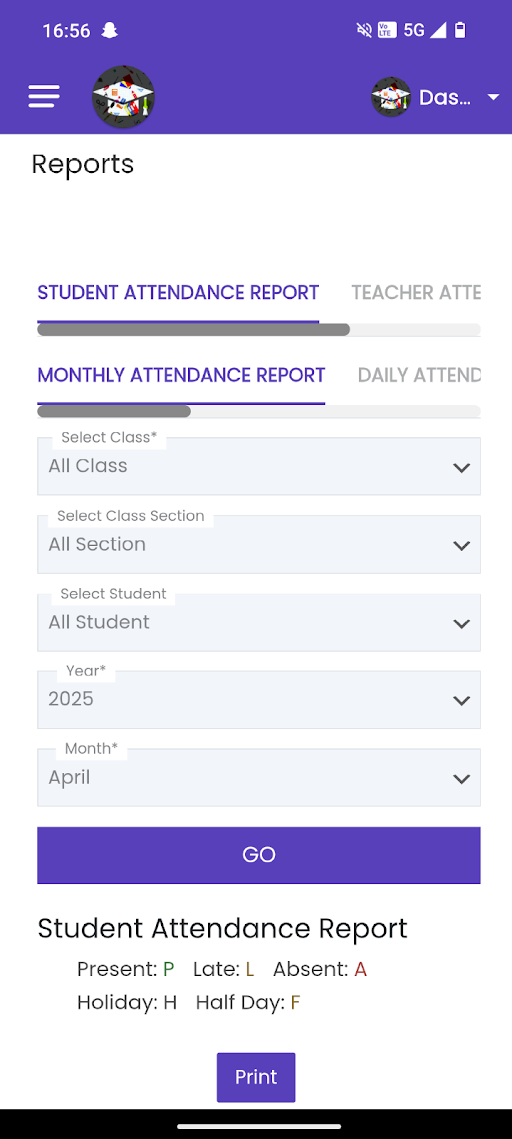 16:56
Vo LTE 5G
Das...
Reports
STUDENT ATTENDANCE REPORT TEACHER ATTE
MONTHLY ATTENDANCE REPORT DAILY ATTEND
Select Class*
All Class
Select Class Section
All Section
Select Student
All Student
Year*
2025
Month*
April
GO
Student Attendance Report
Present: P Late: L Absent: A
Holiday: H Half Day: F
Print